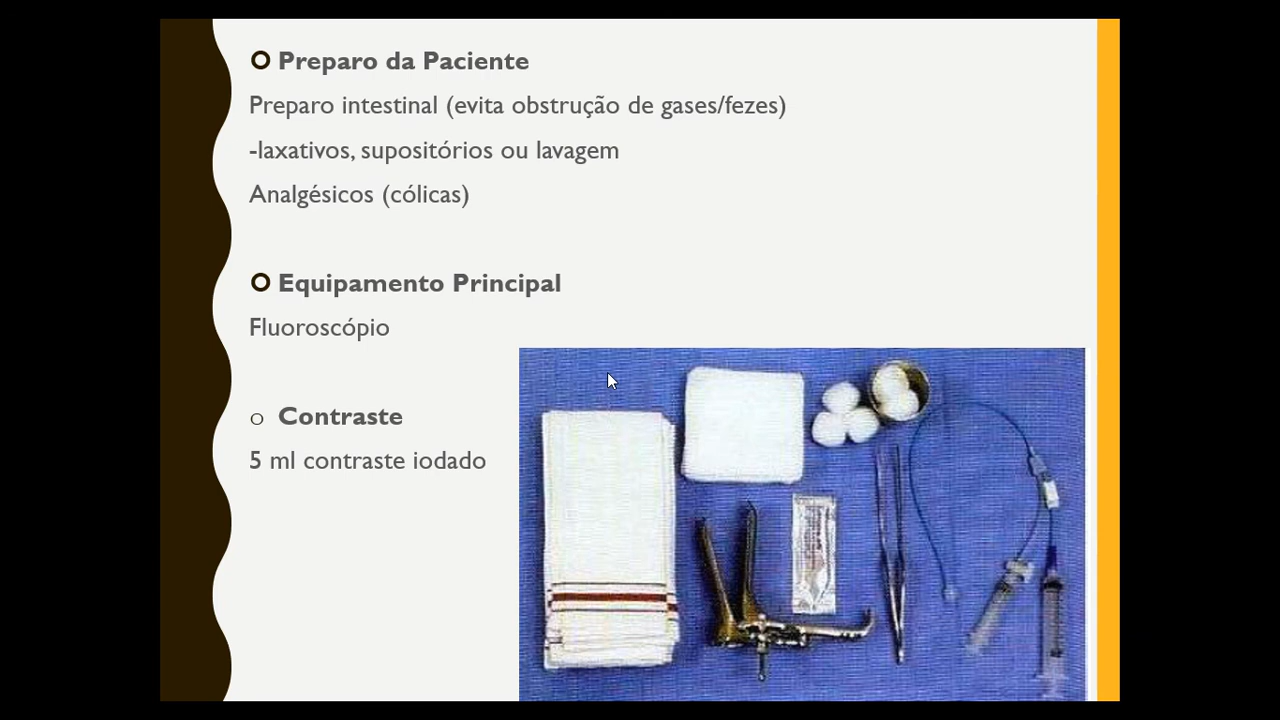 Preparo da Paciente
Preparo intestinal (evita obstrução de gases/fezes)
-laxativos, supositórios ou lavagem
Analgésicos (cólicas)
Equipamento Principal
Fluoroscópio
Contraste
5 ml contraste iodado